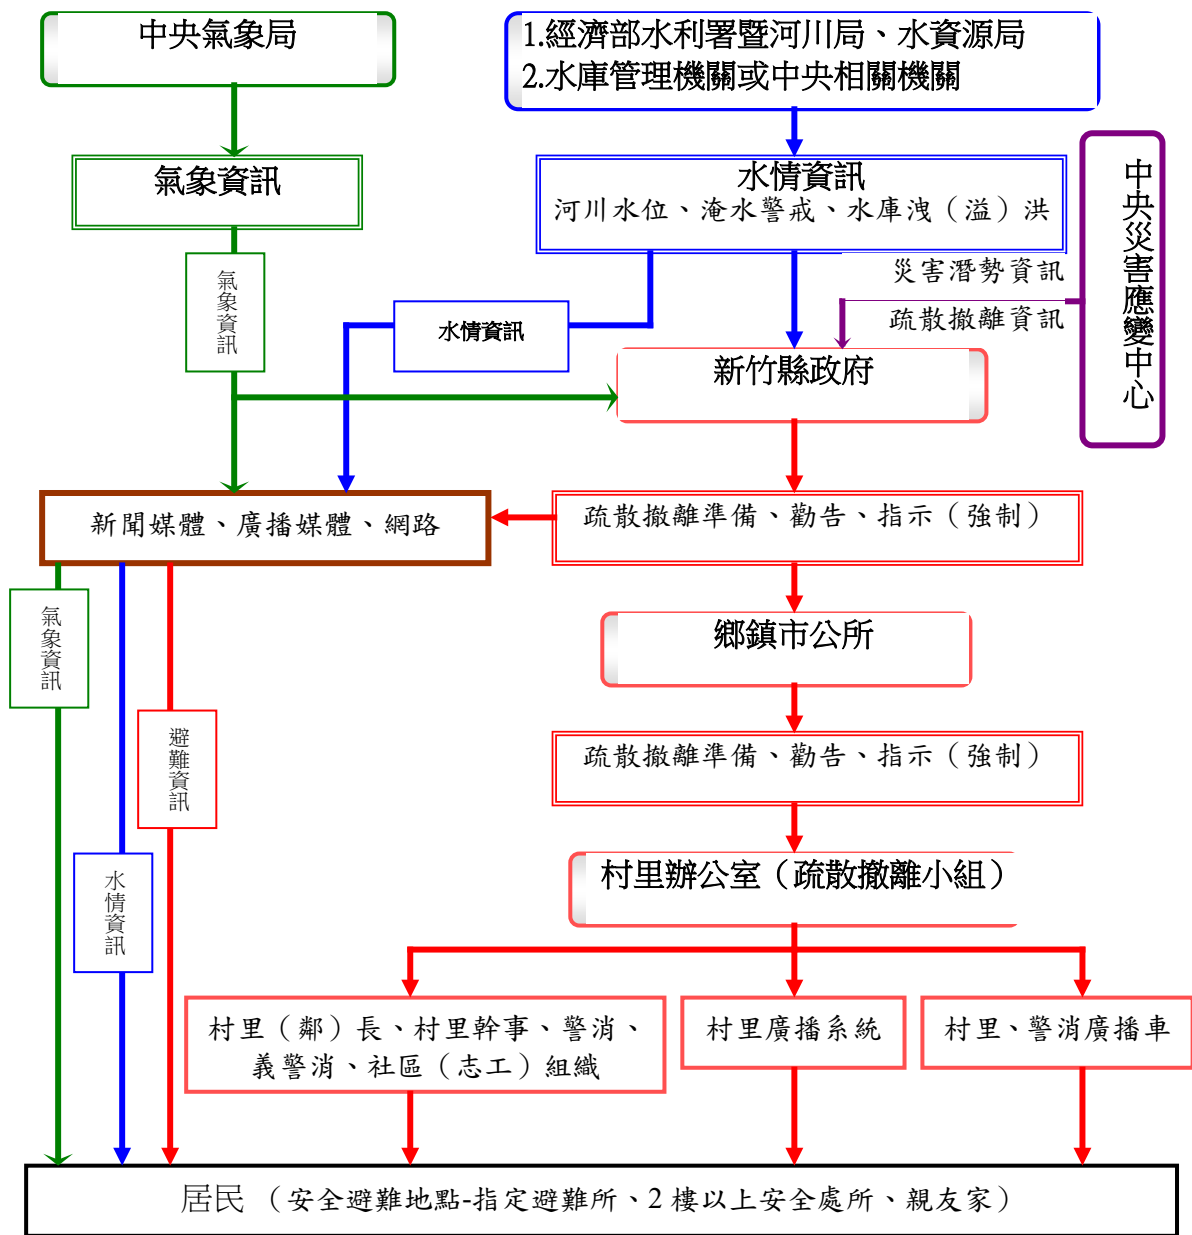 中央氣象局
1.經濟部水利署暨河川局、水資源局
2.水庫管理機關或中央相關機關
氣象資訊
水情資訊
河川水位、淹水警戒、水庫洩（溢）洪
中央災害應變中心
災害潛勢資訊
疏散撤離資訊
氣象資訊
水情資訊
新竹縣政府
新聞媒體、廣播媒體、網路
疏散撤離準備、勸告、指示（強制）
鄉鎮市公所
氣象資訊
避難資訊
水情資訊
疏散撤離準備、勸告、指示（強制）
村里辦公室（疏散撤離小組）
村里（鄰）長、村里幹事、警消、
義警消、社區（志工）組織
村里廣播系統
村里、警消廣播車
居民 （安全避難地點-指定避難所、2 樓以上安全處所、親友家）